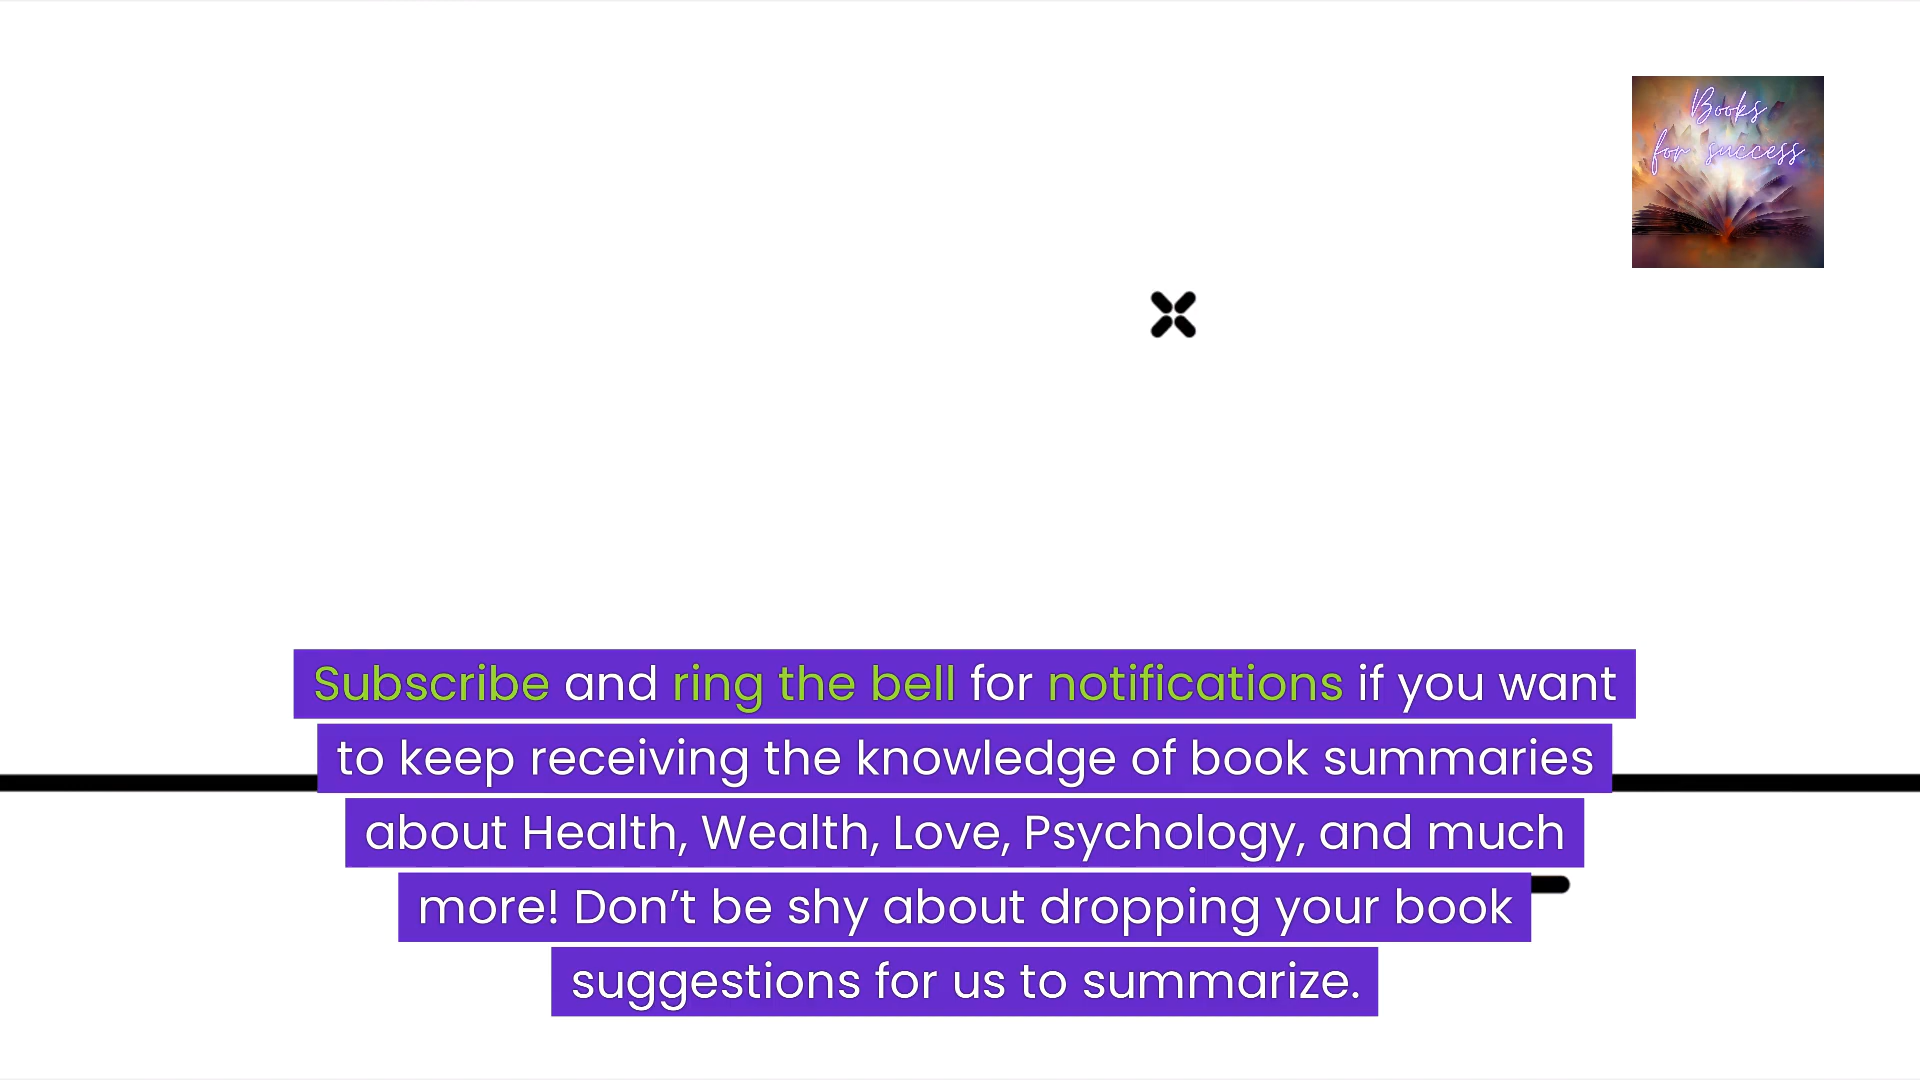 Books
for success
Subscribe and ring the bell for notifications if you want
to keep receiving the knowledge of book summaries
about Health, Wealth, Love, Psychology, and much
more! Don’t be shy about dropping your book
suggestions for us to summarize.